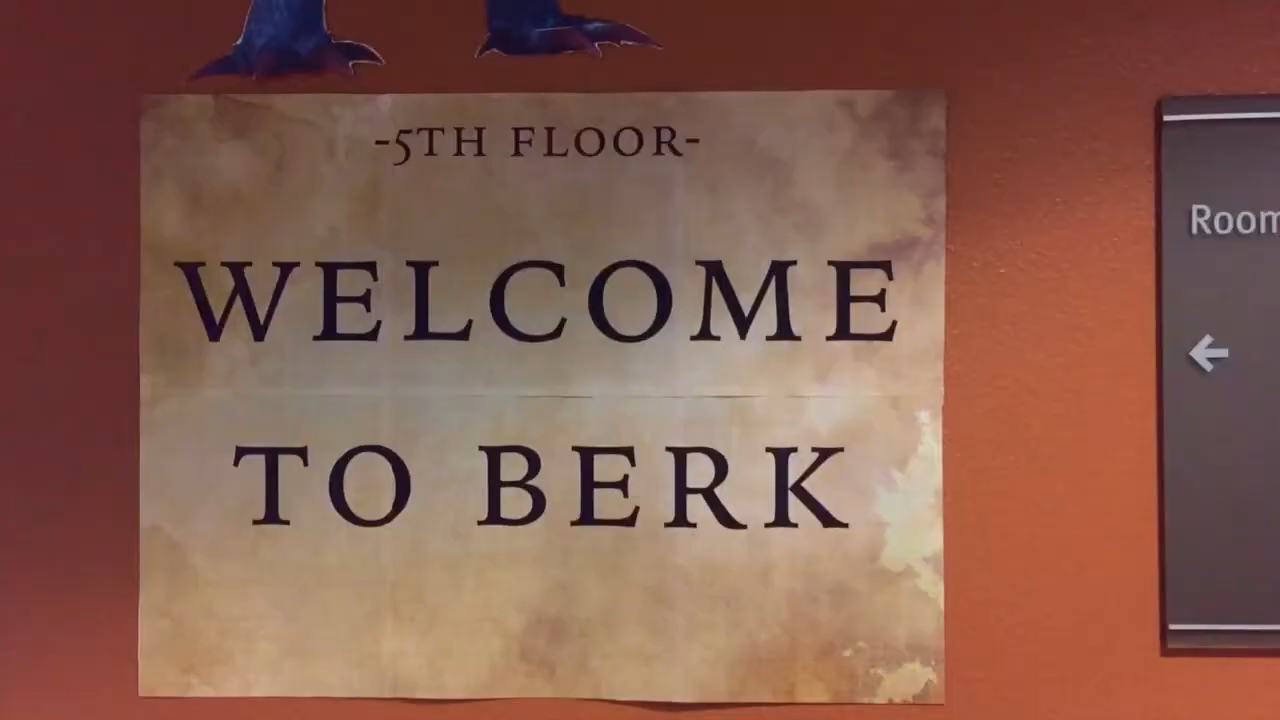 -5TH FLOOR-
WELCOME
TO BERK
Room
←